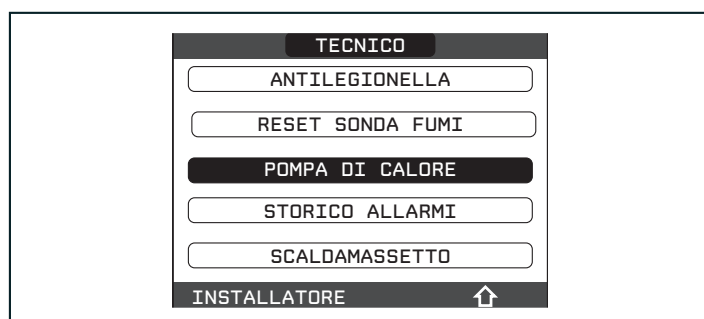 TECNICO
ANTILEGIONELLA
RESET SONDA FUMI
POMPA DI CALORE
STORICO ALLARMI
SCALDAMASSETTO
INSTALLATORE